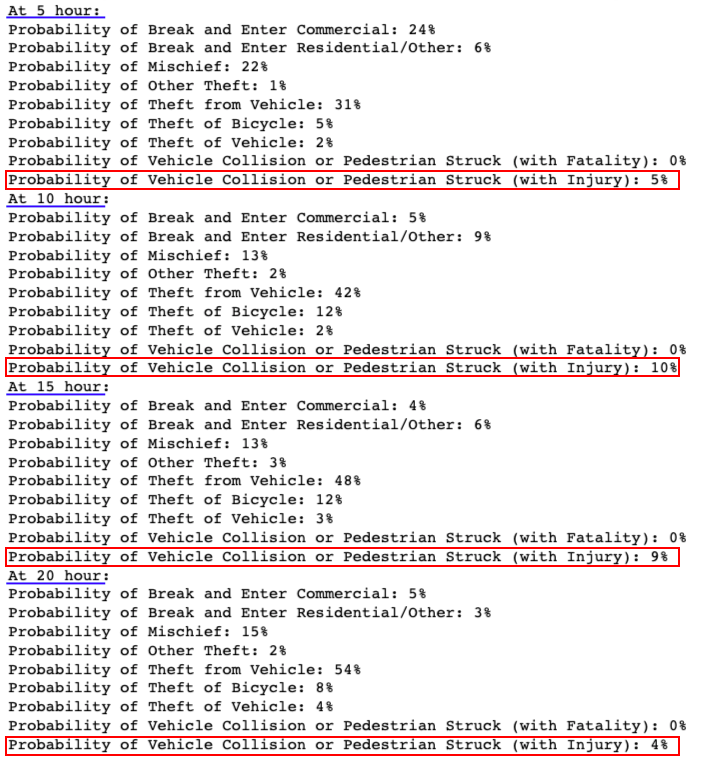 At 5 hour:
Probability of Break and Enter Commercial: 24%
Probability of Break and Enter Residential/Other: 6%
Probability of Mischief: 22%
Probability of Other Theft: 1%
Probability of Theft from Vehicle: 31%
Probability of Theft of Bicycle: 5%
Probability of Theft of Vehicle: 2%
Probability of Vehicle Collision or Pedestrian Struck (with Fatality): 0%
Probability of Vehicle Collision or Pedestrian Struck (with Injury): 5%
At 10 hour:
Probability of Break and Enter Commercial: 5%
Probability of Break and Enter Residential/Other: 9%
Probability of Mischief: 13%
Probability of Other Theft: 2%
Probability of Theft from Vehicle: 42%
Probability of Theft of Bicycle: 12%
Probability of Theft of Vehicle: 2%
Probability of Vehicle Collision or Pedestrian Struck (with Fatality): 0%
Probability of Vehicle Collision or Pedestrian Struck (with Injury): 10%
At 15 hour:
Probability of Break and Enter Commercial: 4%
Probability of Break and Enter Residential/Other: 6%
Probability of Mischief: 13%
Probability of Other Theft: 3%
Probability of Theft from Vehicle: 48%
Probability of Theft of Bicycle: 12%
Probability of Theft of Vehicle: 3%
Probability of Vehicle Collision or Pedestrian Struck (with Fatality): 0%
Probability of Vehicle Collision or Pedestrian Struck (with Injury): 9%
At 20 hour:
Probability of Break and Enter Commercial: 5%
Probability of Break and Enter Residential/Other: 3%
Probability of Mischief: 15%
Probability of Other Theft: 2%
Probability of Theft from Vehicle: 54%
Probability of Theft of Bicycle: 8%
Probability of Theft of Vehicle: 4%
Probability of Vehicle Collision or Pedestrian Struck (with Fatality): 0%
Probability of Vehicle Collision or Pedestrian Struck (with Injury): 4%